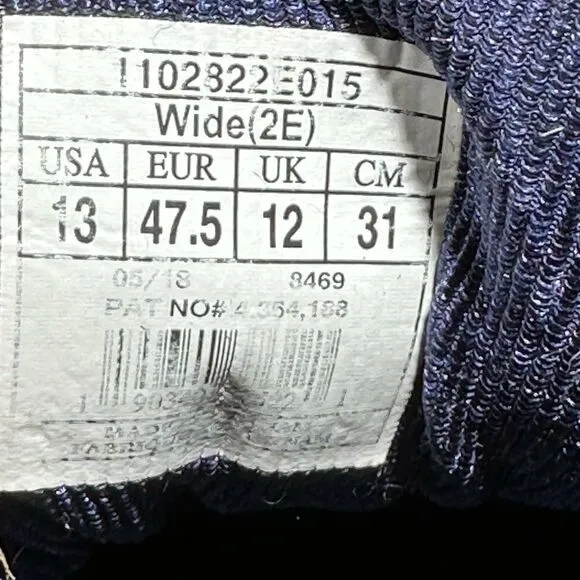 1102822E015
Wide(2E)
USA EUR UK CM
13 47.5 12 31
05/18 8469
PAT NO# 4,354,188